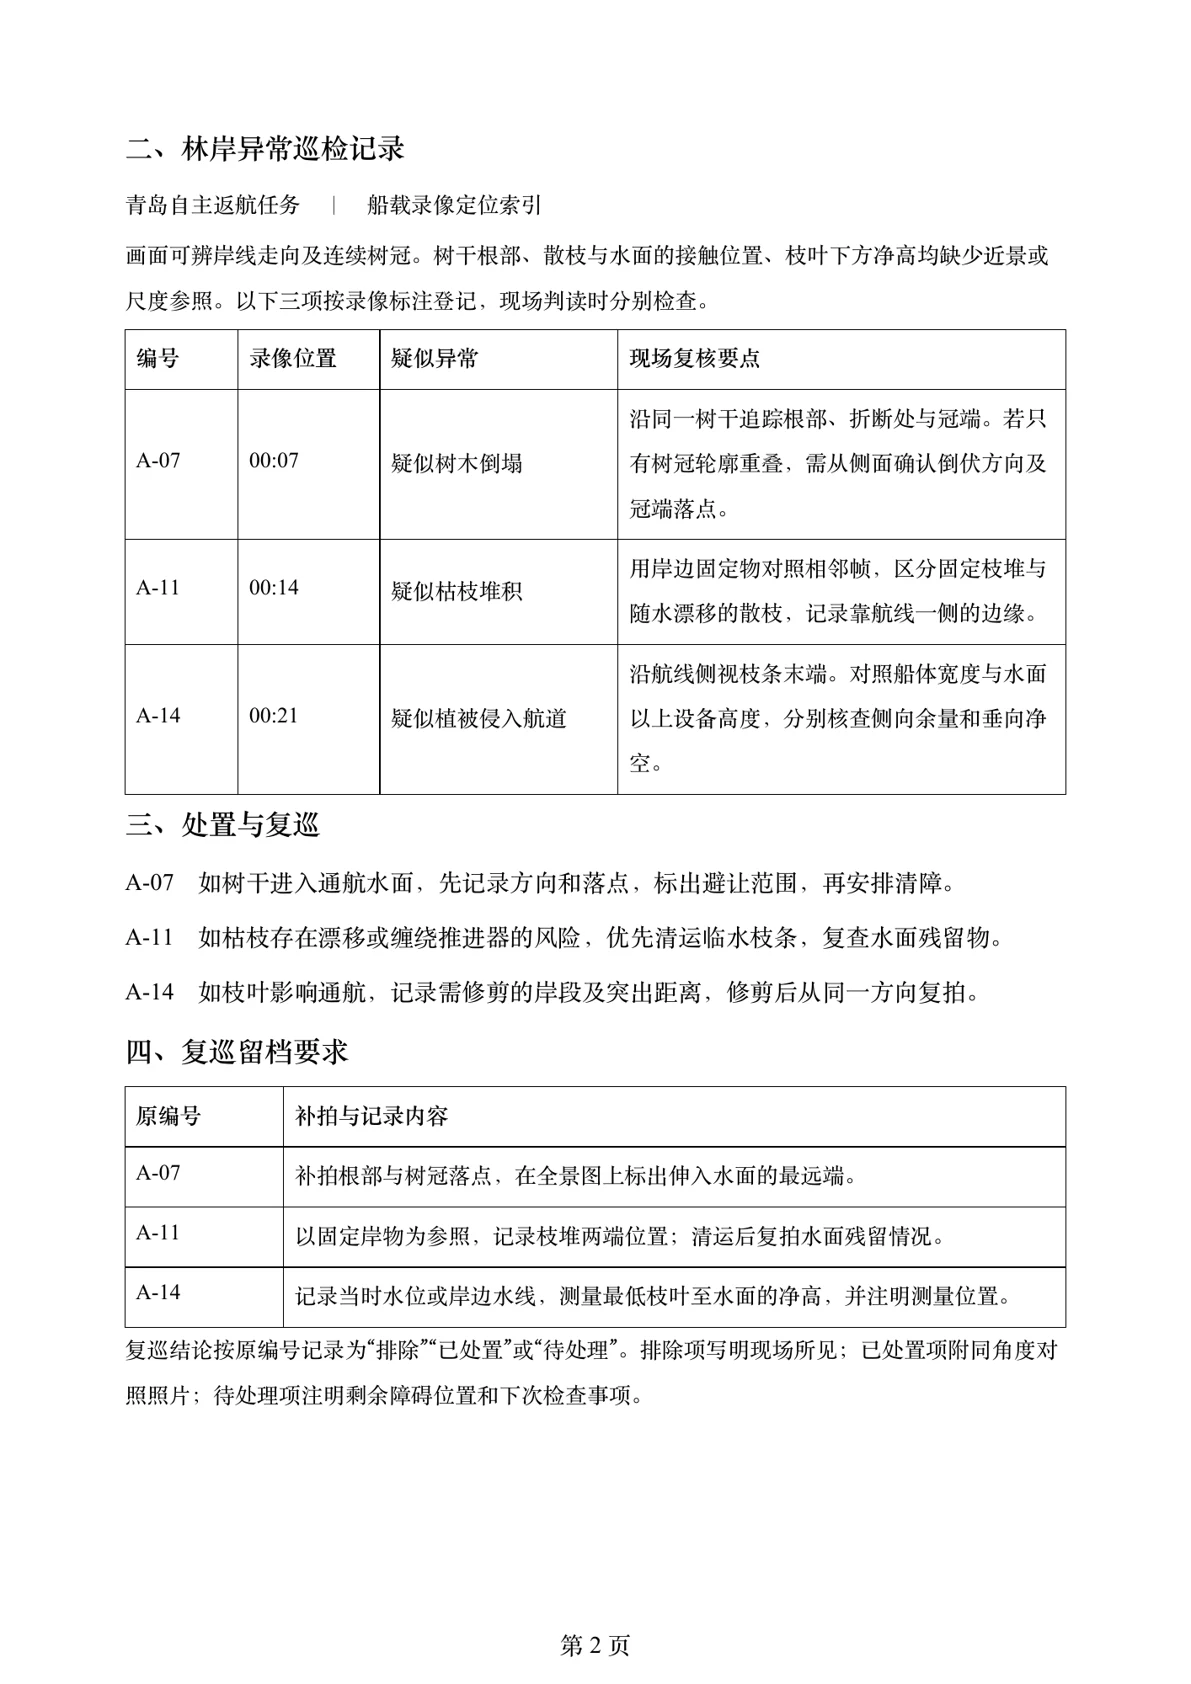 二、林岸异常巡检记录
青岛自主返航任务 | 船载录像定位索引
画面可辨岸线走向及连续树冠。树干根部、散枝与水面的接触位置、枝叶下方净高均缺少近景或
尺度参照。以下三项按录像标注登记，现场判读时分别检查。
编号 录像位置 疑似异常 现场复核要点
沿同一树干追踪根部、折断处与冠端。若只
A-07 00:07 疑似树木倒塌 有树冠轮廓重叠，需从侧面确认倒伏方向及
冠端落点。
用岸边固定物对照相邻帧，区分固定枝堆与
A-11 00:14 疑似枯枝堆积
随水漂移的散枝，记录靠航线一侧的边缘。
沿航线侧视枝条末端。对照船体宽度与水面
A-14 00:21 疑似植被侵入航道 以上设备高度，分别核查侧向余量和垂向净
空。
三、处置与复巡
A-07 如树干进入通航水面，先记录方向和落点，标出避让范围，再安排清障。
A-11 如枯枝存在漂移或缠绕推进器的风险，优先清运临水枝条，复查水面残留物。
A-14 如枝叶影响通航，记录需修剪的岸段及突出距离，修剪后从同一方向复拍。
四、复巡留档要求
原编号 补拍与记录内容
A-07 补拍根部与树冠落点，在全景图上标出伸入水面的最远端。
A-11 以固定岸物为参照，记录枝堆两端位置；清运后复拍水面残留情况。
A-14 记录当时水位或岸边水线，测量最低枝叶至水面的净高，并注明测量位置。
复巡结论按原编号记录为“排除”“已处置”或“待处理”。排除项写明现场所见；已处置项附同角度对
照照片；待处理项注明剩余障碍位置和下次检查事项。
第 2 页